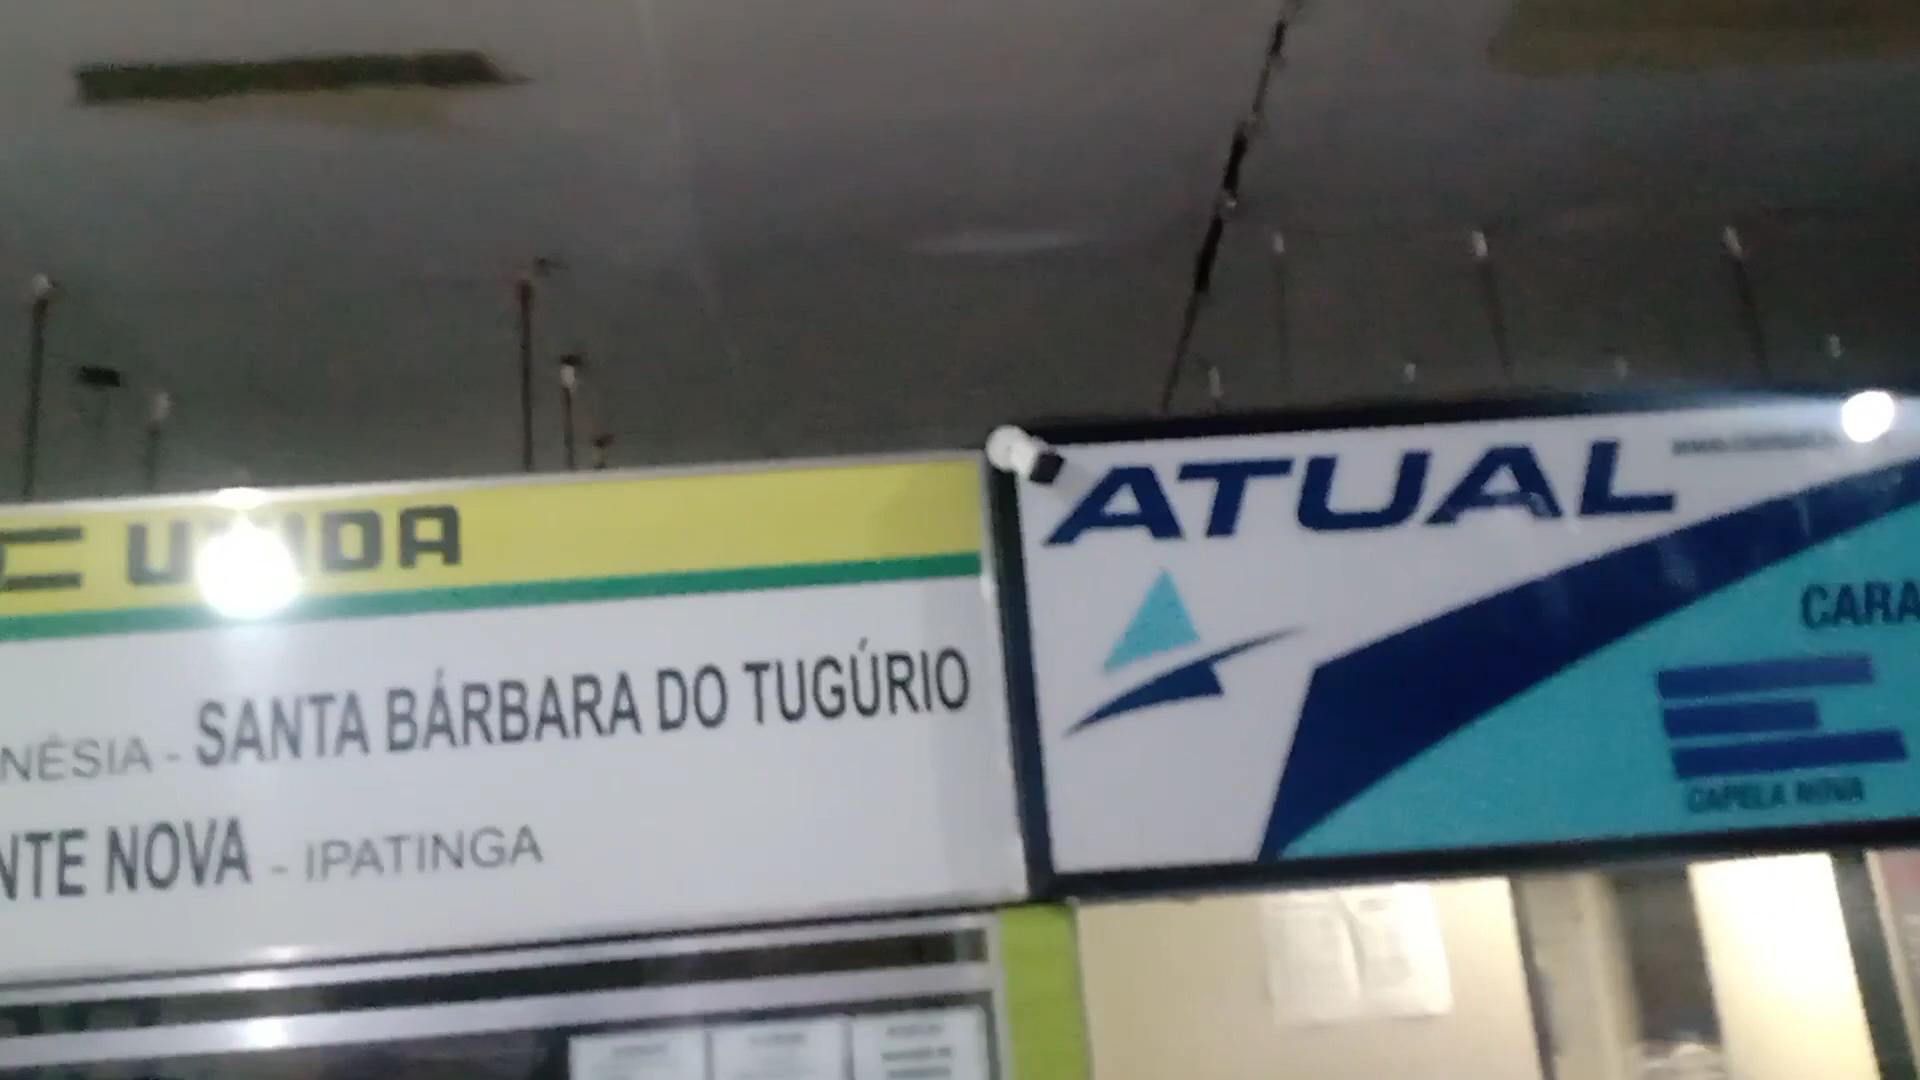 UNIDA
NÉSIA - SANTA BÁRBARA DO TUGÚRIO
NTE NOVA - IPATINGA
ATUAL
CARA
CAPELA NOVA